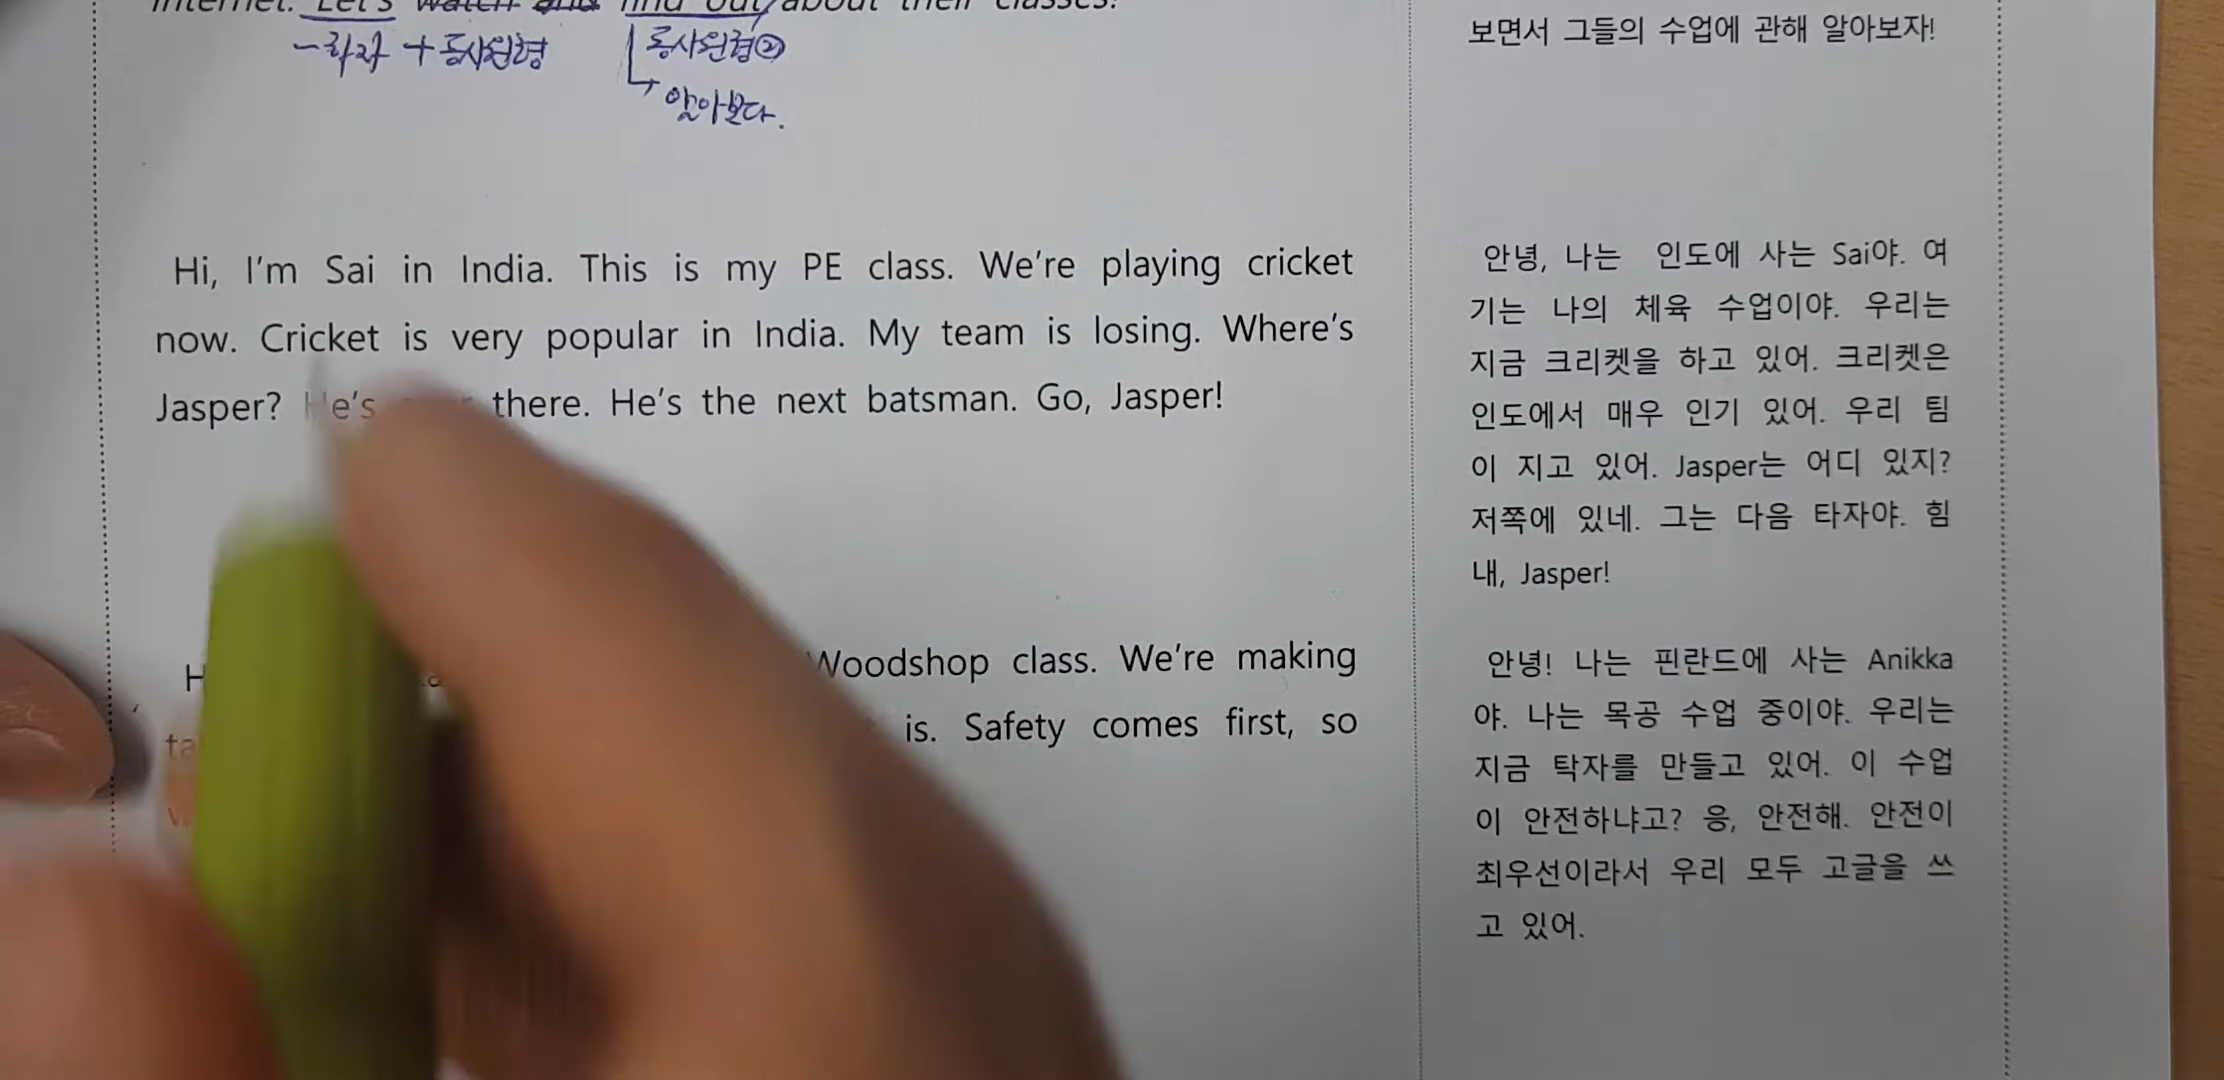 Let's watch and find out about their classes!
~하자 + 동사원형
동사원형②
알아보다.
Hi, I'm Sai in India. This is my PE class. We're playing cricket
now. Cricket is very popular in India. My team is losing. Where's
Jasper? He's there. He's the next batsman. Go, Jasper!
Woodshop class. We're making
is. Safety comes first, so
보면서 그들의 수업에 관해 알아보자!
안녕, 나는 인도에 사는 Sai야. 여
기는 나의 체육 수업이야. 우리는
지금 크리켓을 하고 있어. 크리켓은
인도에서 매우 인기 있어. 우리 팀
이 지고 있어. Jasper는 어디 있지?
저쪽에 있네. 그는 다음 타자야. 힘
내, Jasper!
안녕! 나는 핀란드에 사는 Anikka
야. 나는 목공 수업 중이야. 우리는
지금 탁자를 만들고 있어. 이 수업
이 안전하냐고? 응, 안전해. 안전이
최우선이라서 우리 모두 고글을 쓰
고 있어.